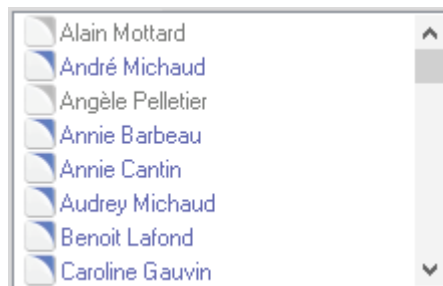 Alain Mottard
André Michaud
Angèle Pelletier
Annie Barbeau
Annie Cantin
Audrey Michaud
Benoit Lafond
Caroline Gauvin